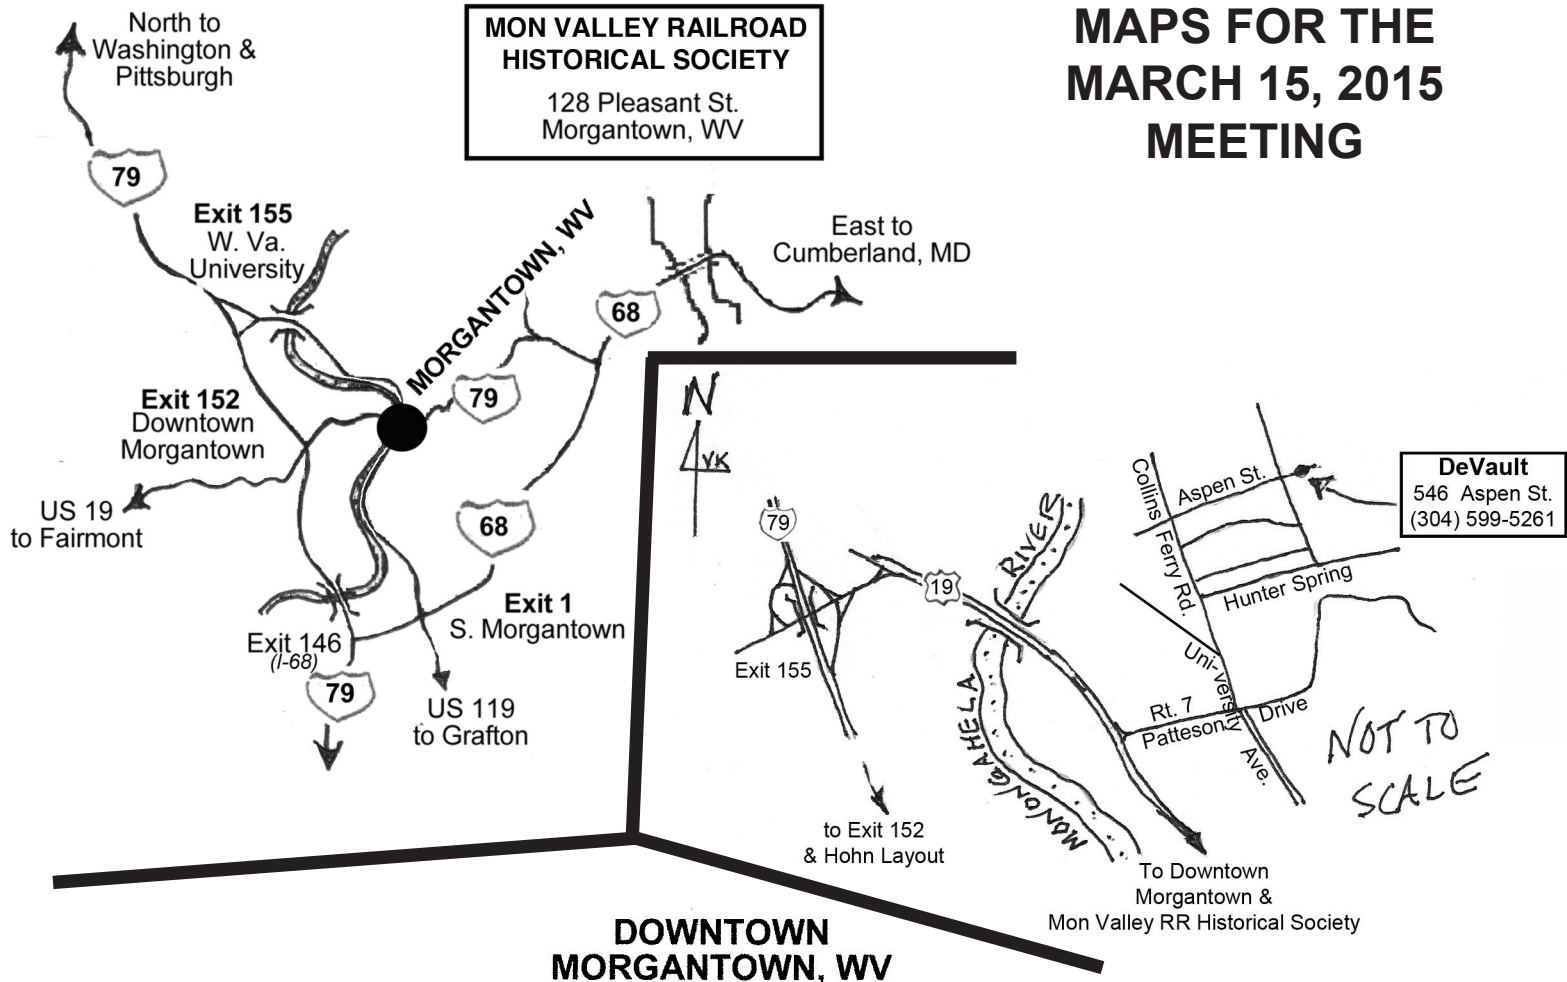 MAPS FOR THE
MARCH 15, 2015
MEETING
MON VALLEY RAILROAD
HISTORICAL SOCIETY
128 Pleasant St.
Morgantown, WV
North to
Washington &
Pittsburgh
79
Exit 155
W. Va.
University
MORGANTOWN, WV
East to
Cumberland, MD
68
79
Exit 152
Downtown
Morgantown
US 19
to Fairmont
68
Exit 1
S. Morgantown
Exit 146
(I-68)
79
US 119
to Grafton
N
VK
79
19
RIVER
MONONGAHELA
Exit 155
to Exit 152
& Hohn Layout
Collins Ferry Rd.
Aspen St.
DeVault
546 Aspen St.
(304) 599-5261
Hunter Spring
Uni-versity Ave.
Rt. 7
Patteson Drive
NOT TO
SCALE
To Downtown
Morgantown &
Mon Valley RR Historical Society
DOWNTOWN
MORGANTOWN, WV